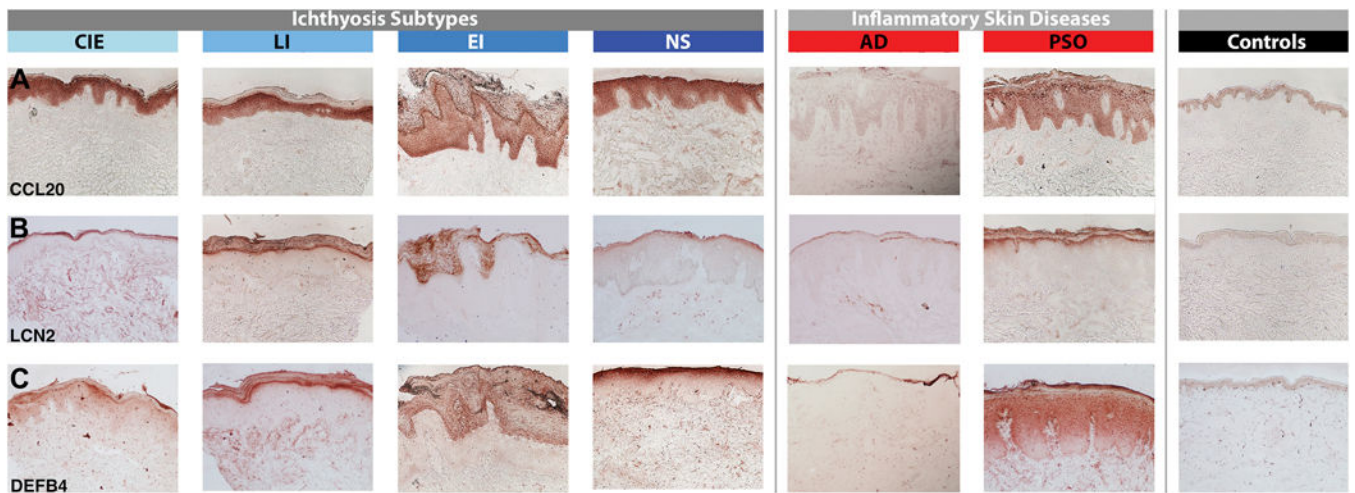 Ichthyosis Subtypes Inflammatory Skin Diseases
CIE LI EI NS AD PSO Controls
A
CCL20
B
LCN2
C
DEFB4